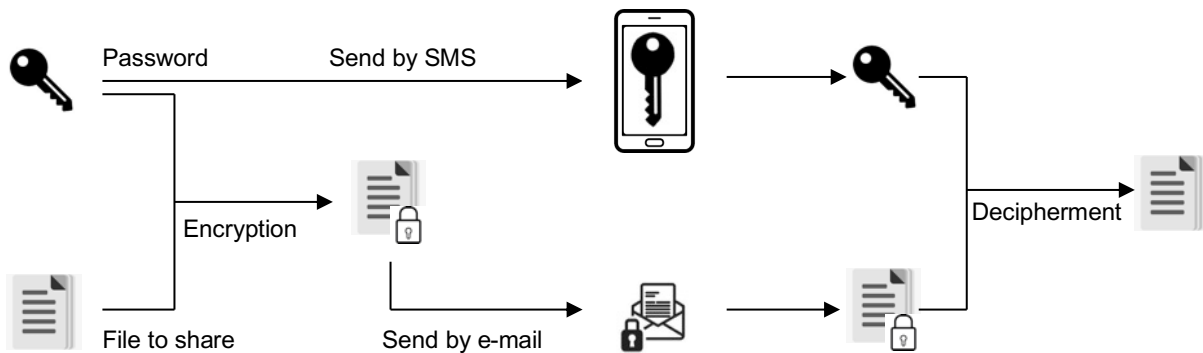 Password
Send by SMS
Encryption
Decipherment
File to share
Send by e-mail